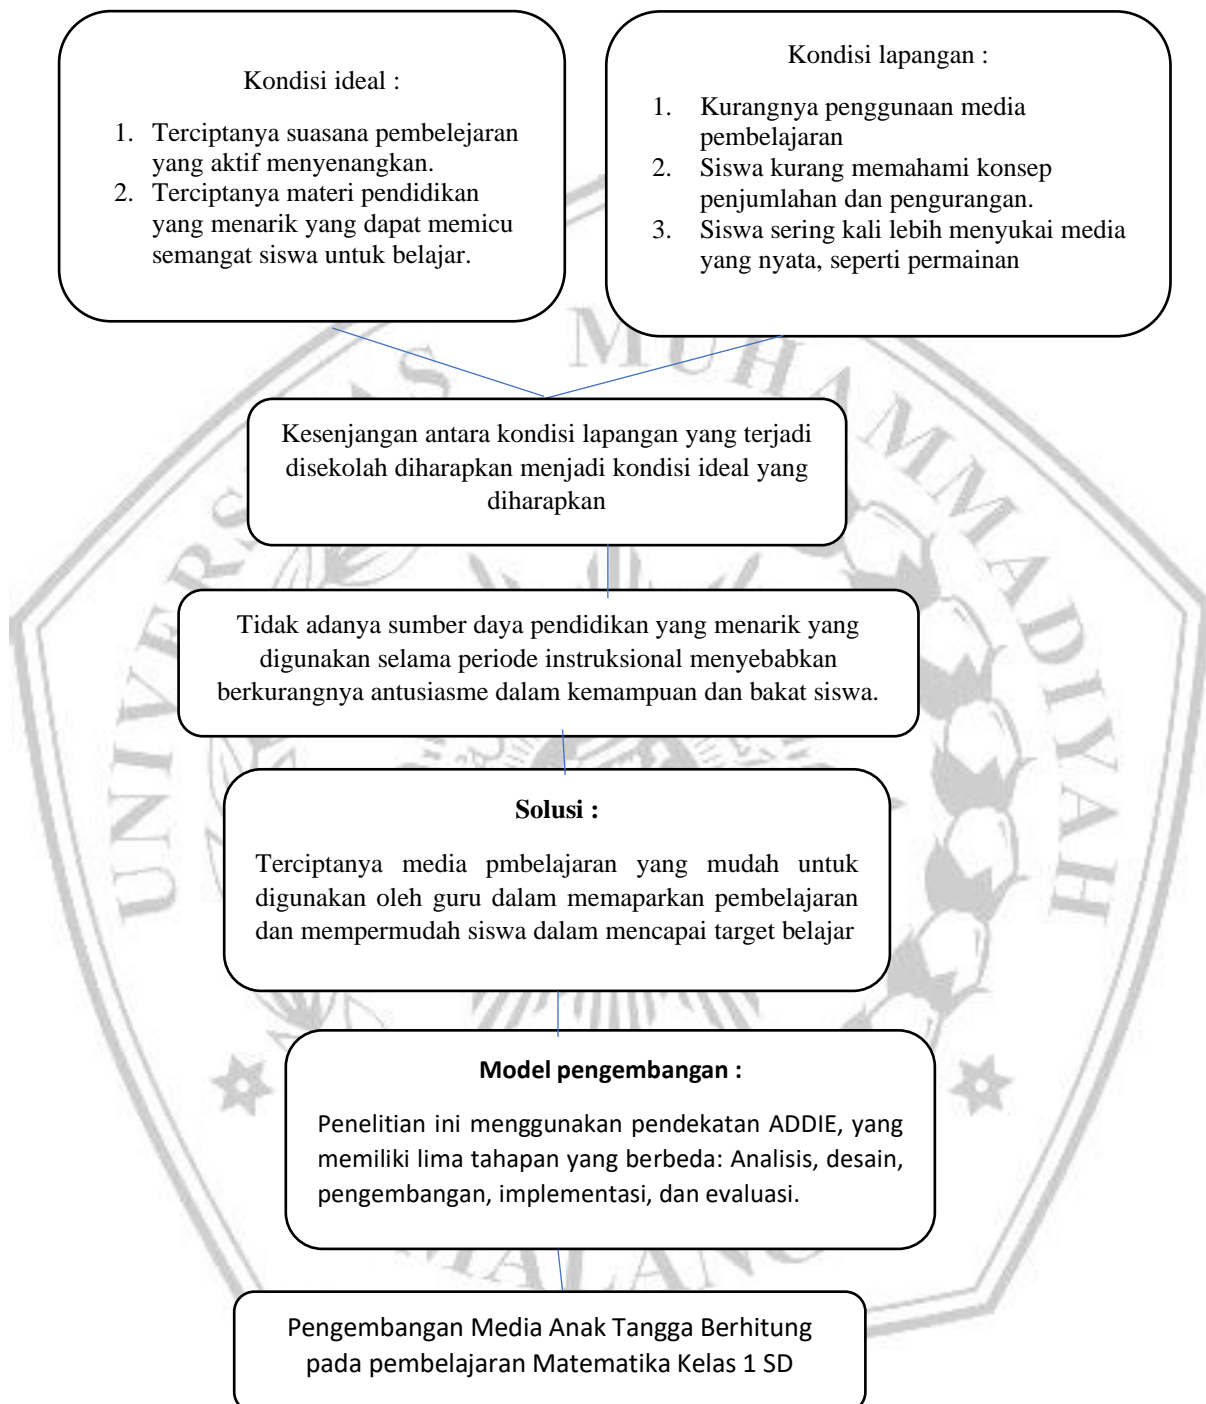 Kondisi ideal :
1. Terciptanya suasana pembelejaran
yang aktif menyenangkan.
2. Terciptanya materi pendidikan
yang menarik yang dapat memicu
semangat siswa untuk belajar.
Kondisi lapangan :
1. Kurangnya penggunaan media
pembelajaran
2. Siswa kurang memahami konsep
penjumlahan dan pengurangan.
3. Siswa sering kali lebih menyukai media
yang nyata, seperti permainan
Kesenjangan antara kondisi lapangan yang terjadi
disekolah diharapkan menjadi kondisi ideal yang
diharapkan
Tidak adanya sumber daya pendidikan yang menarik yang
digunakan selama periode instruksional menyebabkan
berkurangnya antusiasme dalam kemampuan dan bakat siswa.
Solusi :
Terciptanya media pmbelajaran yang mudah untuk
digunakan oleh guru dalam memaparkan pembelajaran
dan mempermudah siswa dalam mencapai target belajar
Model pengembangan :
Penelitian ini menggunakan pendekatan ADDIE, yang
memiliki lima tahapan yang berbeda: Analisis, desain,
pengembangan, implementasi, dan evaluasi.
Pengembangan Media Anak Tangga Berhitung
pada pembelajaran Matematika Kelas 1 SD
UNIVERS AS MUHAMMADIYAH
MALANG